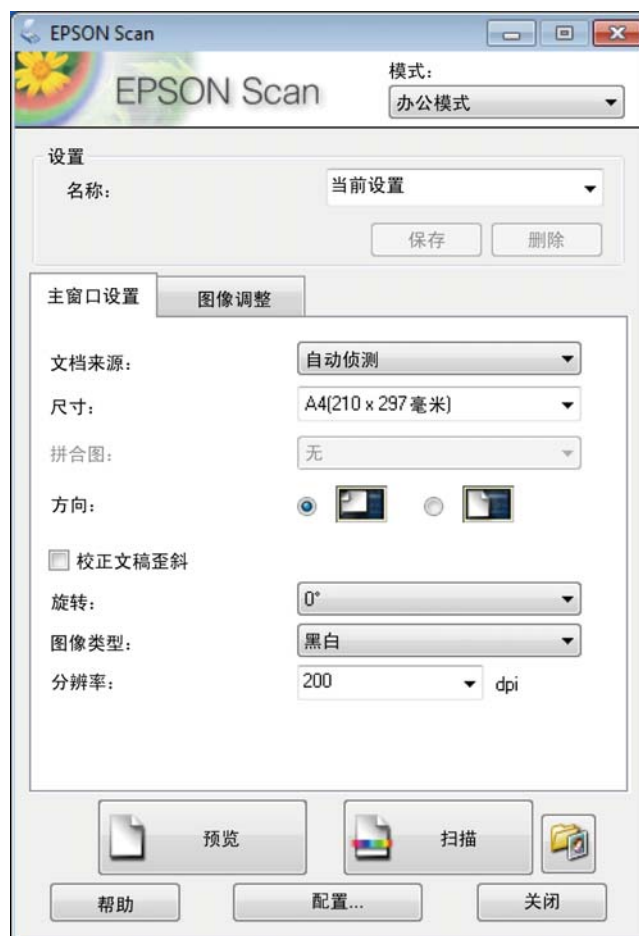 EPSON Scan
EPSON Scan
模式：
办公模式
设置
名称：
当前设置
保存
删除
主窗口设置
图像调整
文档来源：
自动侦测
尺寸：
A4(210 x 297 毫米)
拼合图：
无
方向：
校正文稿歪斜
旋转：
0°
图像类型：
黑白
分辨率：
200
dpi
预览
扫描
帮助
配置...
关闭